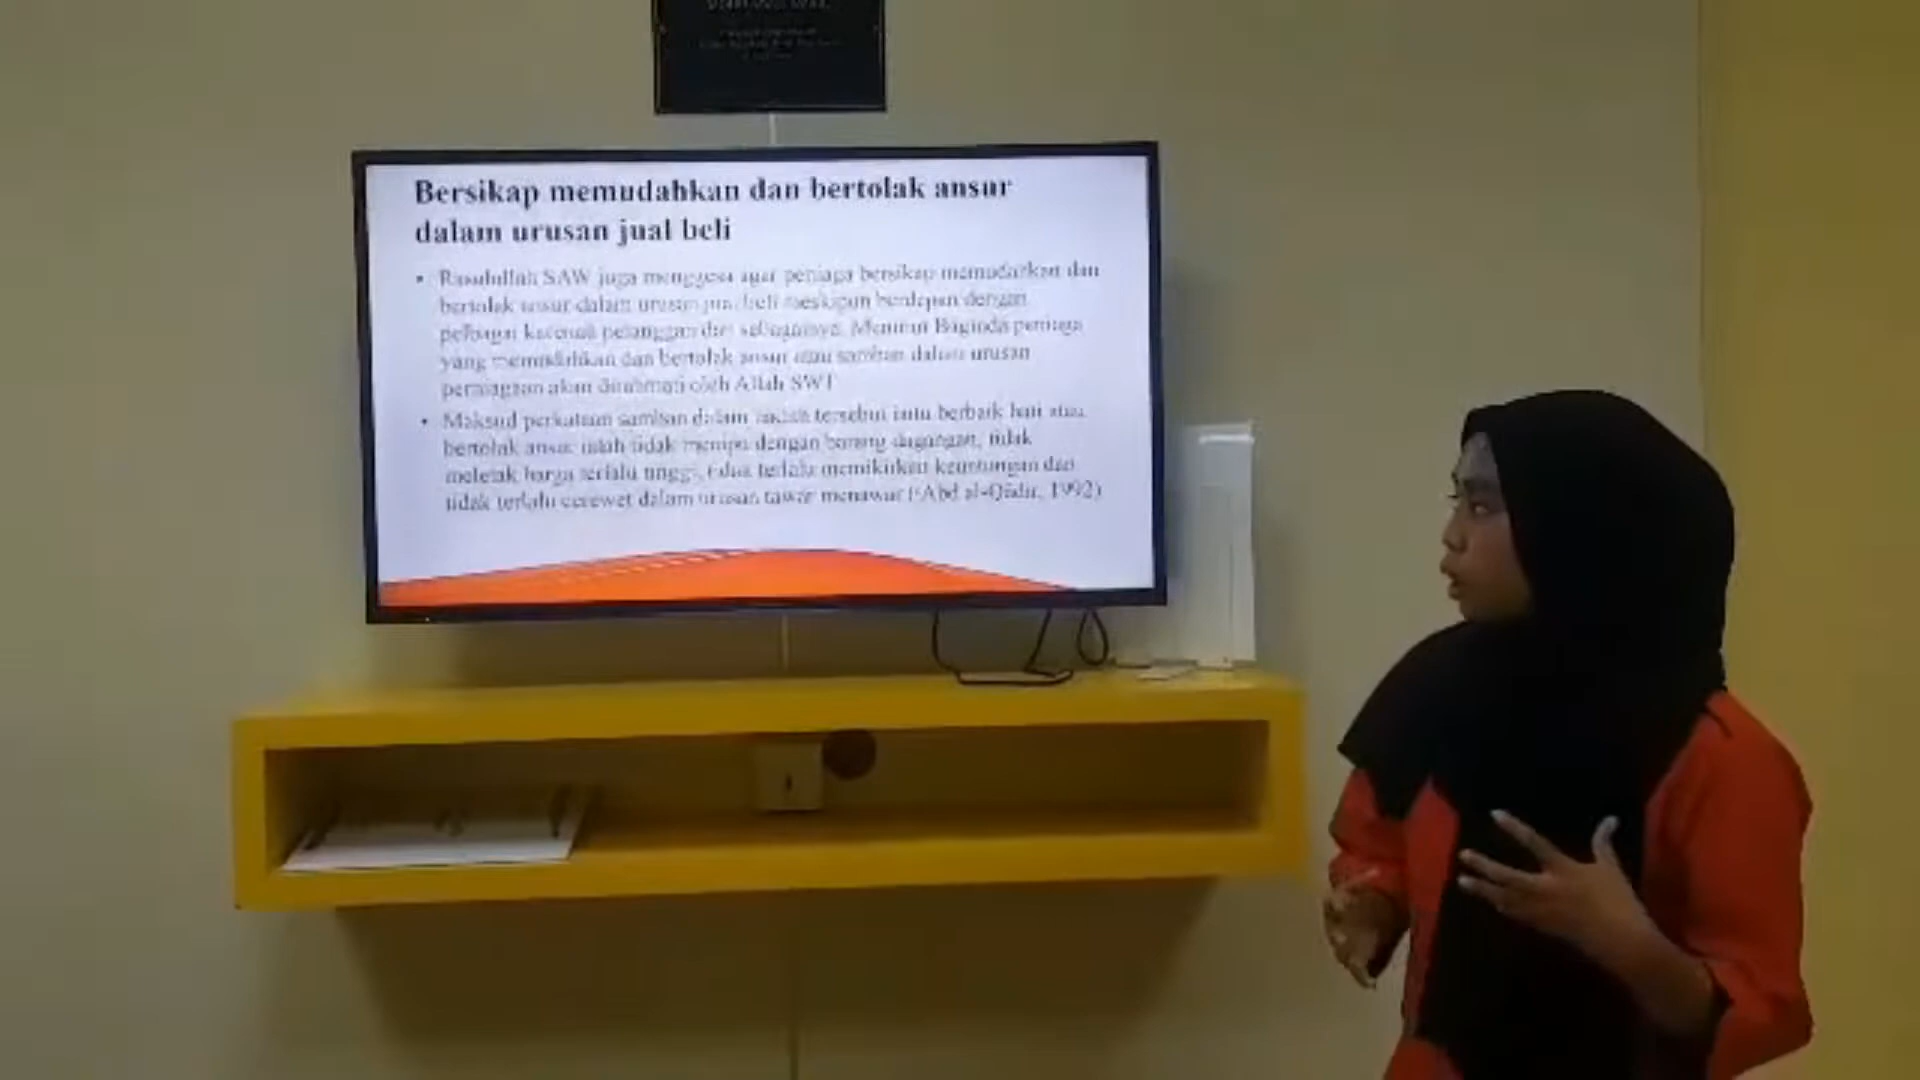 Bersikap memudahkan dan bertolak ansur
dalam urusan jual beli
• Rasulullah SAW juga menggesa agar peniaga bersikap memudahkan dan
bertolak ansur dalam urusan jual beli meskipun berdepan dengan
pelbagai kerenah pelanggan dan sebagainya. Menurut Baginda peniaga
yang memudahkan dan bertolak ansur atau samhan dalam urusan
perniagaan akan dirahmati oleh Allah SWT
• Maksud perkataan samhan dalam hadith tersebut iaitu berbaik hati atau
bertolak ansur ialah tidak menipu dengan barang dagangan, tidak
meletak harga terlalu tinggi, tidak terlalu memikirkan keuntungan dan
tidak terlalu cerewet dalam urusan tawar menawar (ʿAbd al-Qādir, 1992)